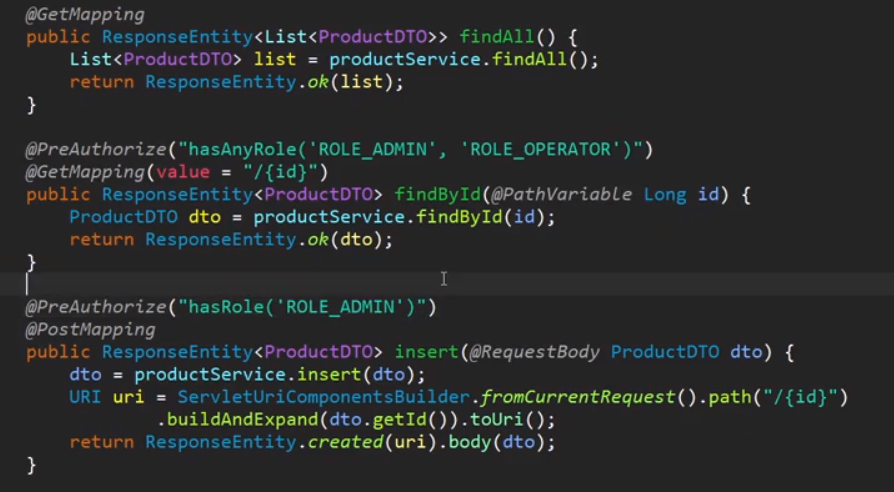 @GetMapping
public ResponseEntity<List<ProductDTO>> findAll() {
    List<ProductDTO> list = productService.findAll();
    return ResponseEntity.ok(list);
}
@PreAuthorize("hasAnyRole('ROLE_ADMIN', 'ROLE_OPERATOR')")
@GetMapping(value = "/{id}")
public ResponseEntity<ProductDTO> findById(@PathVariable Long id) {
    ProductDTO dto = productService.findById(id);
    return ResponseEntity.ok(dto);
}
@PreAuthorize("hasRole('ROLE_ADMIN')")
@PostMapping
public ResponseEntity<ProductDTO> insert(@RequestBody ProductDTO dto) {
    dto = productService.insert(dto);
    URI uri = ServletUriComponentsBuilder.fromCurrentRequest().path("/{id}")
            .buildAndExpand(dto.getId()).toUri();
    return ResponseEntity.created(uri).body(dto);
}